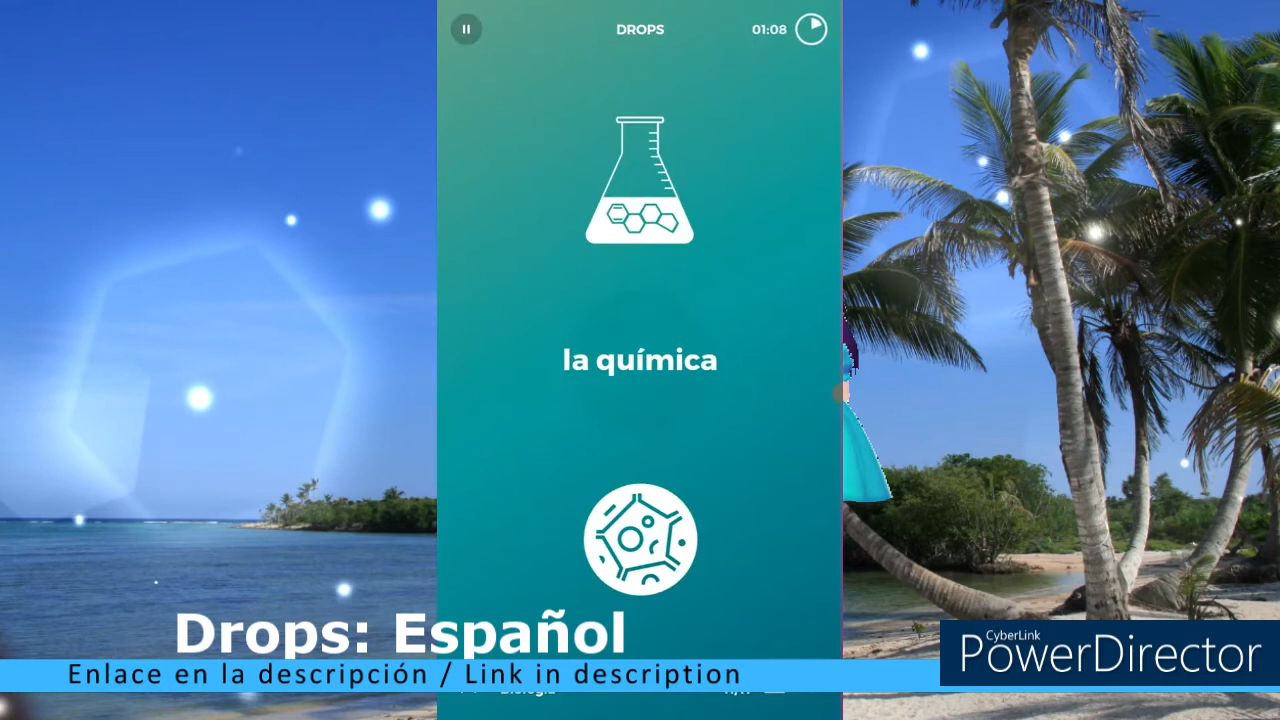 DROPS
01:08
la química
Drops: Español
Enlace en la descripción / Link in description
CyberLink
PowerDirector